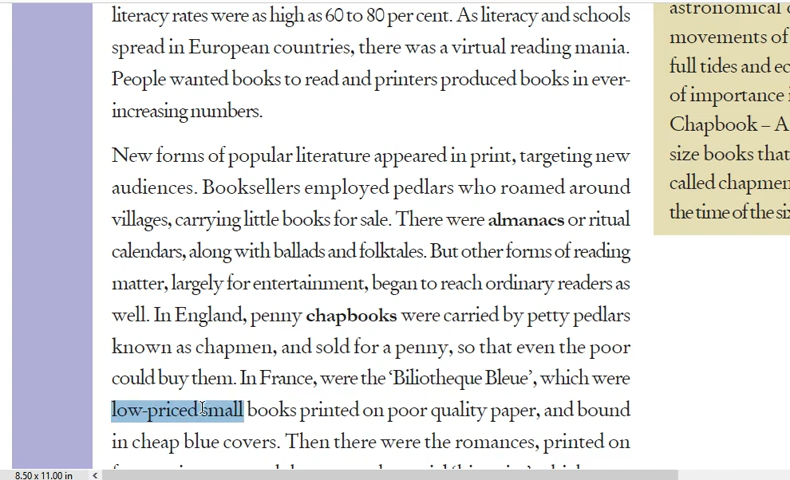 literacy rates were as high as 60 to 80 per cent. As literacy and schools
spread in European countries, there was a virtual reading mania.
People wanted books to read and printers produced books in ever-
increasing numbers.
New forms of popular literature appeared in print, targeting new
audiences. Booksellers employed pedlars who roamed around
villages, carrying little books for sale. There were almanacs or ritual
calendars, along with ballads and folktales. But other forms of reading
matter, largely for entertainment, began to reach ordinary readers as
well. In England, penny chapbooks were carried by petty pedlars
known as chapmen, and sold for a penny, so that even the poor
could buy them. In France, were the ‘Biliotheque Bleue’, which were
low-priced small books printed on poor quality paper, and bound
in cheap blue covers. Then there were the romances, printed on
astronomical
movements of
full tides and
of importance
Chapbook – A
size books that
called chapmen
the time of the
8.50 x 11.00 in